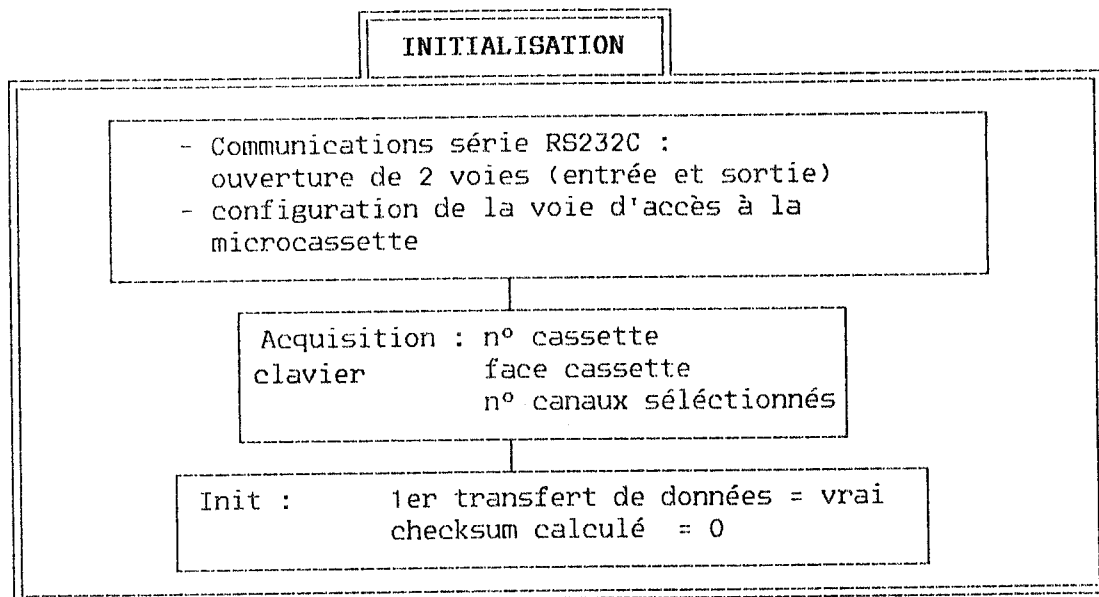 INITIALISATION
- Communications série RS232C :
ouverture de 2 voies (entrée et sortie)
- configuration de la voie d'accès à la
microcassette
Acquisition : n° cassette
clavier face cassette
n° canaux séléctionnés
Init : 1er transfert de données = vrai
checksum calculé = 0